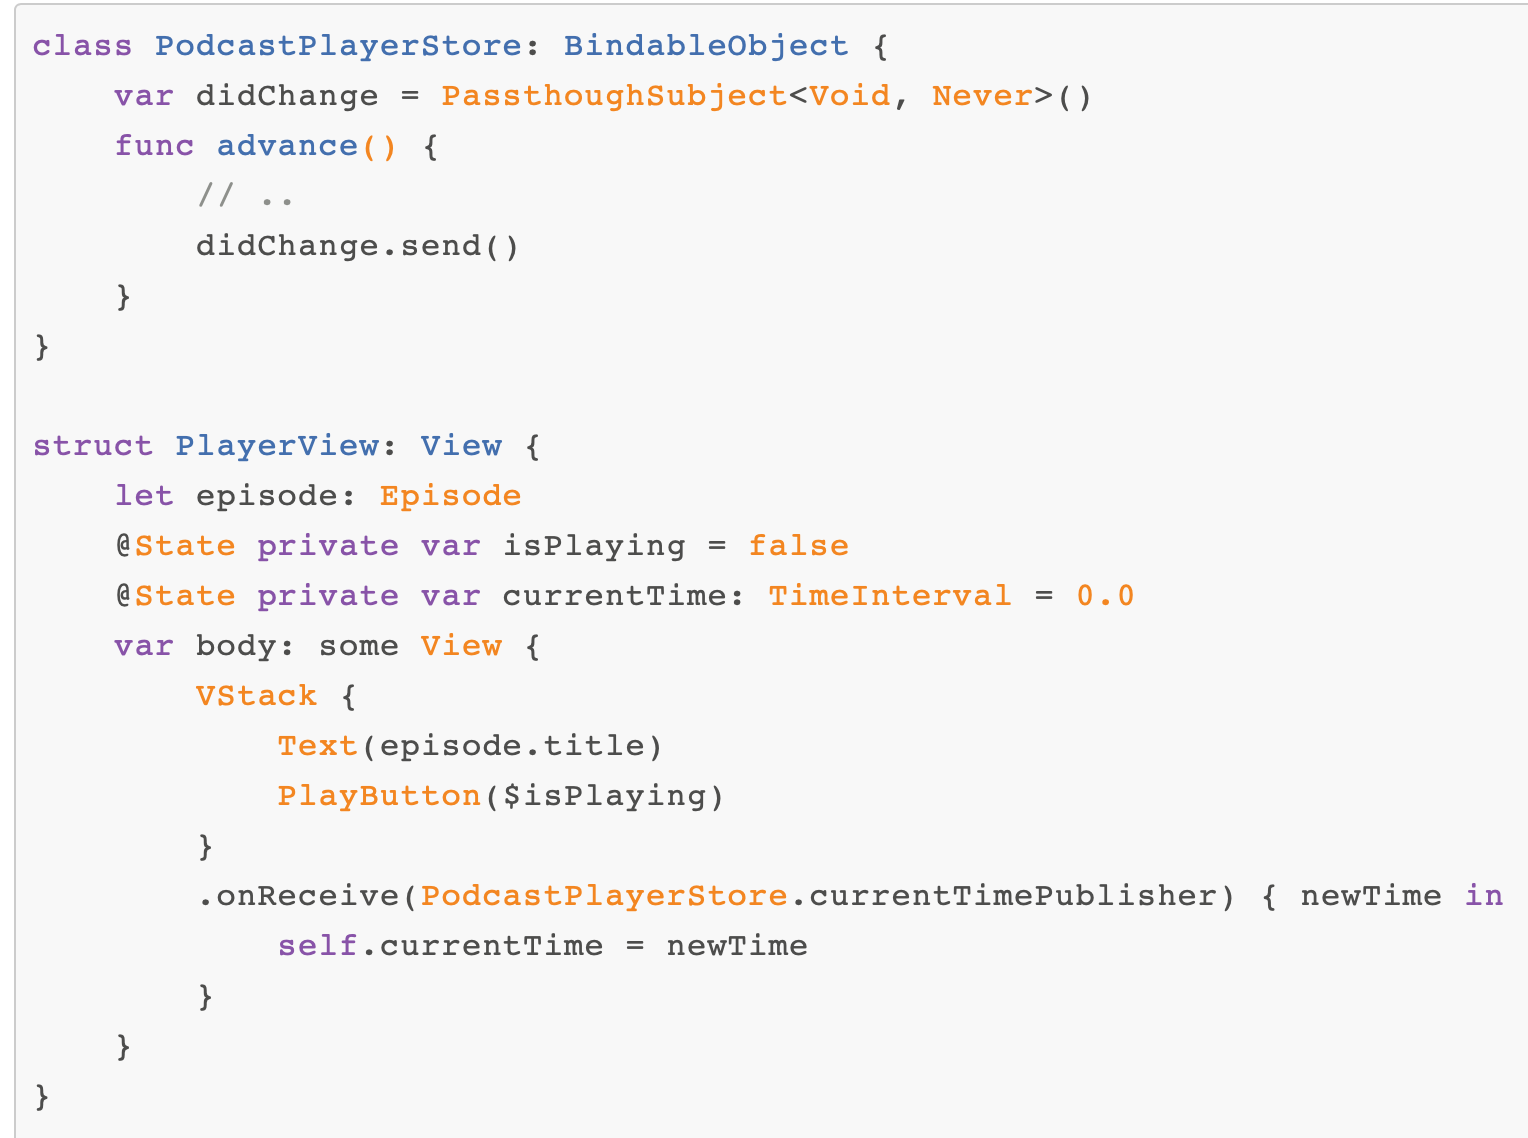 class PodcastPlayerStore: BindableObject {
    var didChange = PassthoughSubject<Void, Never>()
    func advance() {
        // ..
        didChange.send()
    }
}

struct PlayerView: View {
    let episode: Episode
    @State private var isPlaying = false
    @State private var currentTime: TimeInterval = 0.0
    var body: some View {
        VStack {
            Text(episode.title)
            PlayButton($isPlaying)
        }
        .onReceive(PodcastPlayerStore.currentTimePublisher) { newTime in
            self.currentTime = newTime
        }
    }
}